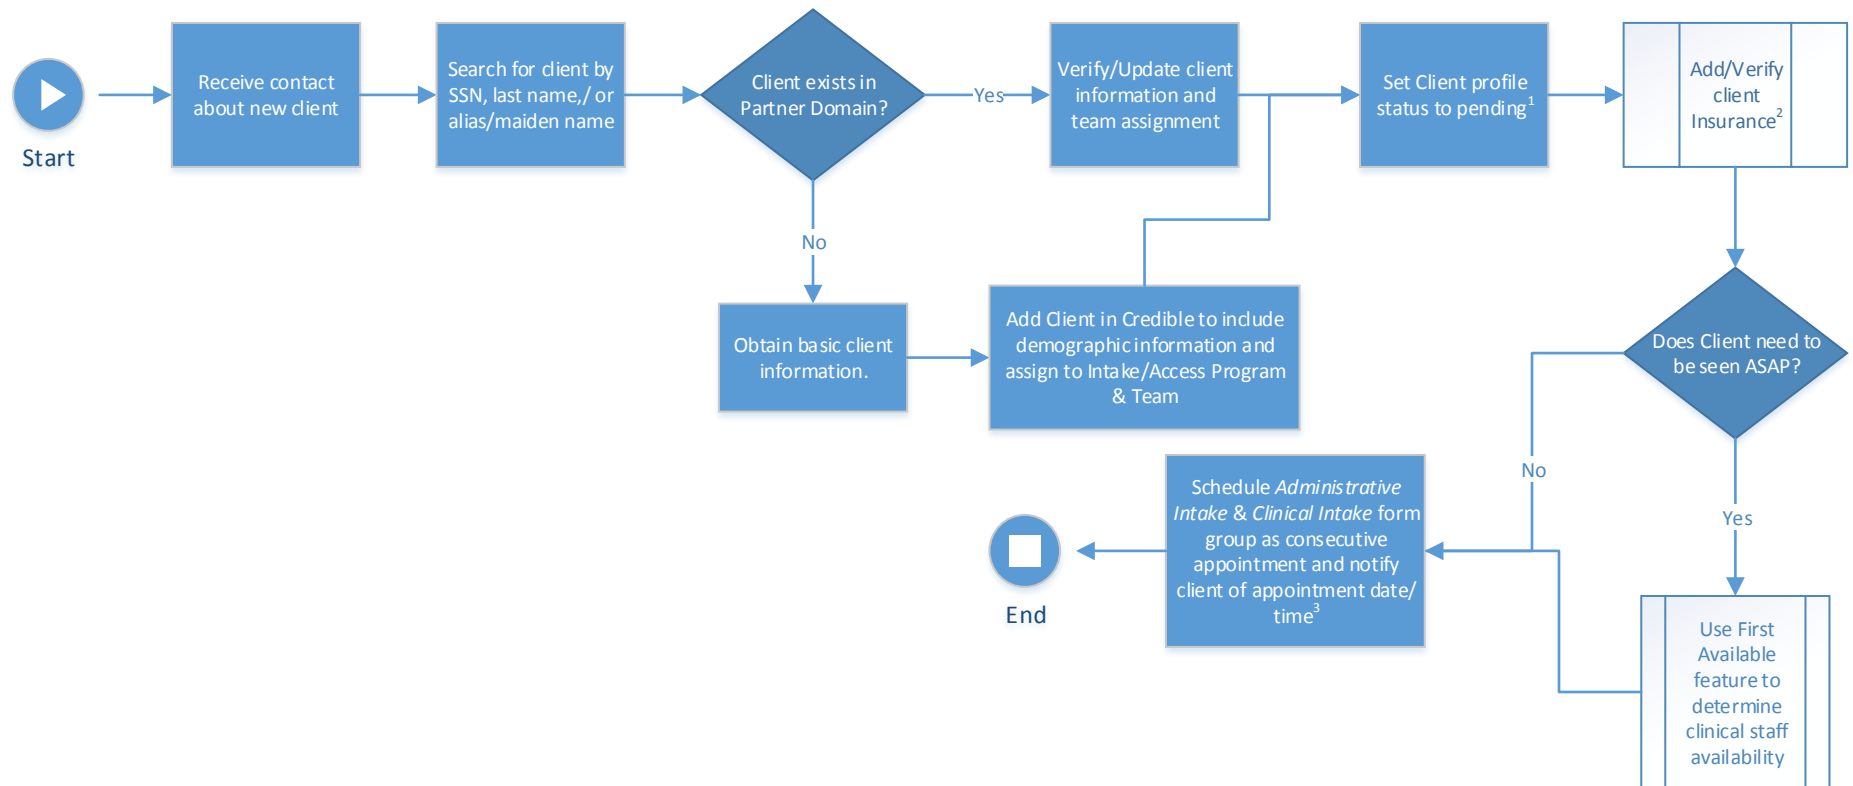 Start
Receive contact
about new client
Search for client by
SSN, last name,/ or
alias/maiden name
Client exists in
Partner Domain?
Yes
Verify/Update client
information and
team assignment
Set Client profile
status to pending1
Add/Verify
client
Insurance2
No
Obtain basic client
information.
Add Client in Credible to include
demographic information and
assign to Intake/Access Program
& Team
Does Client need to
be seen ASAP?
No
Yes
Schedule Administrative
Intake & Clinical Intake form
group as consecutive
appointment and notify
client of appointment date/
time3
End
Use First
Available
feature to
determine
clinical staff
availability